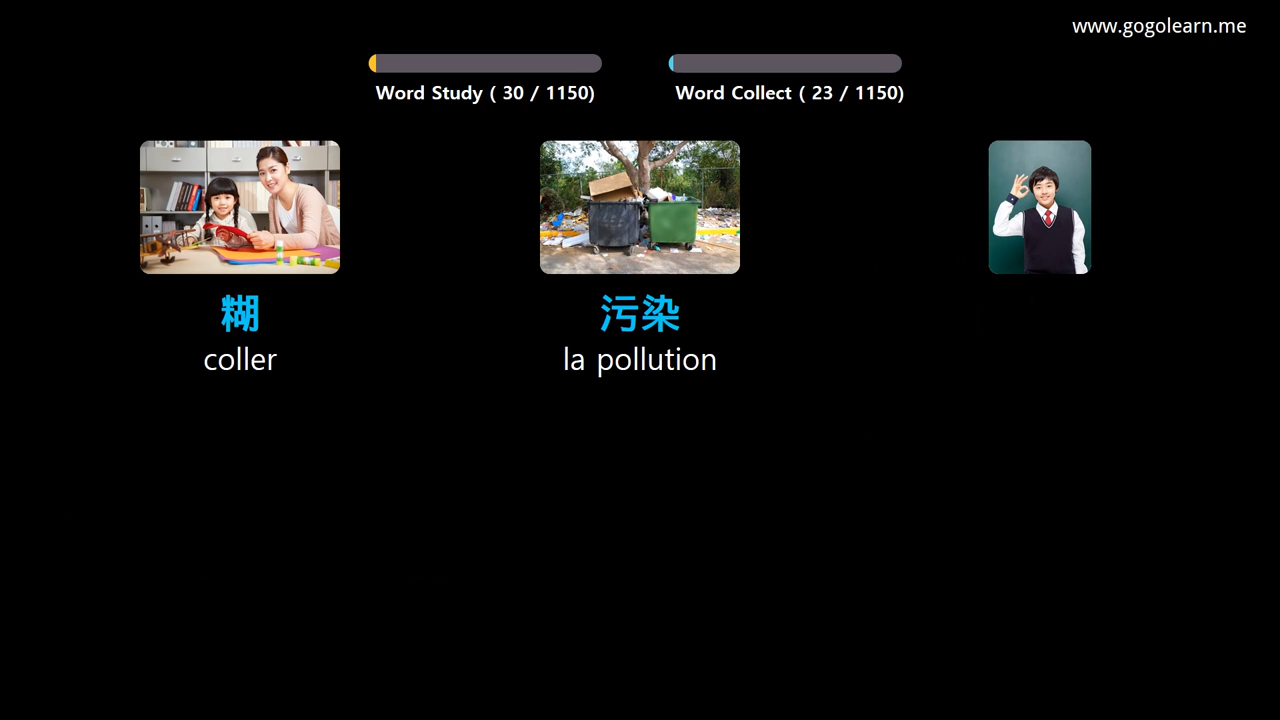 www.gogolearn.me
Word Study ( 30 / 1150)
Word Collect ( 23 / 1150)
糊
coller
污染
la pollution